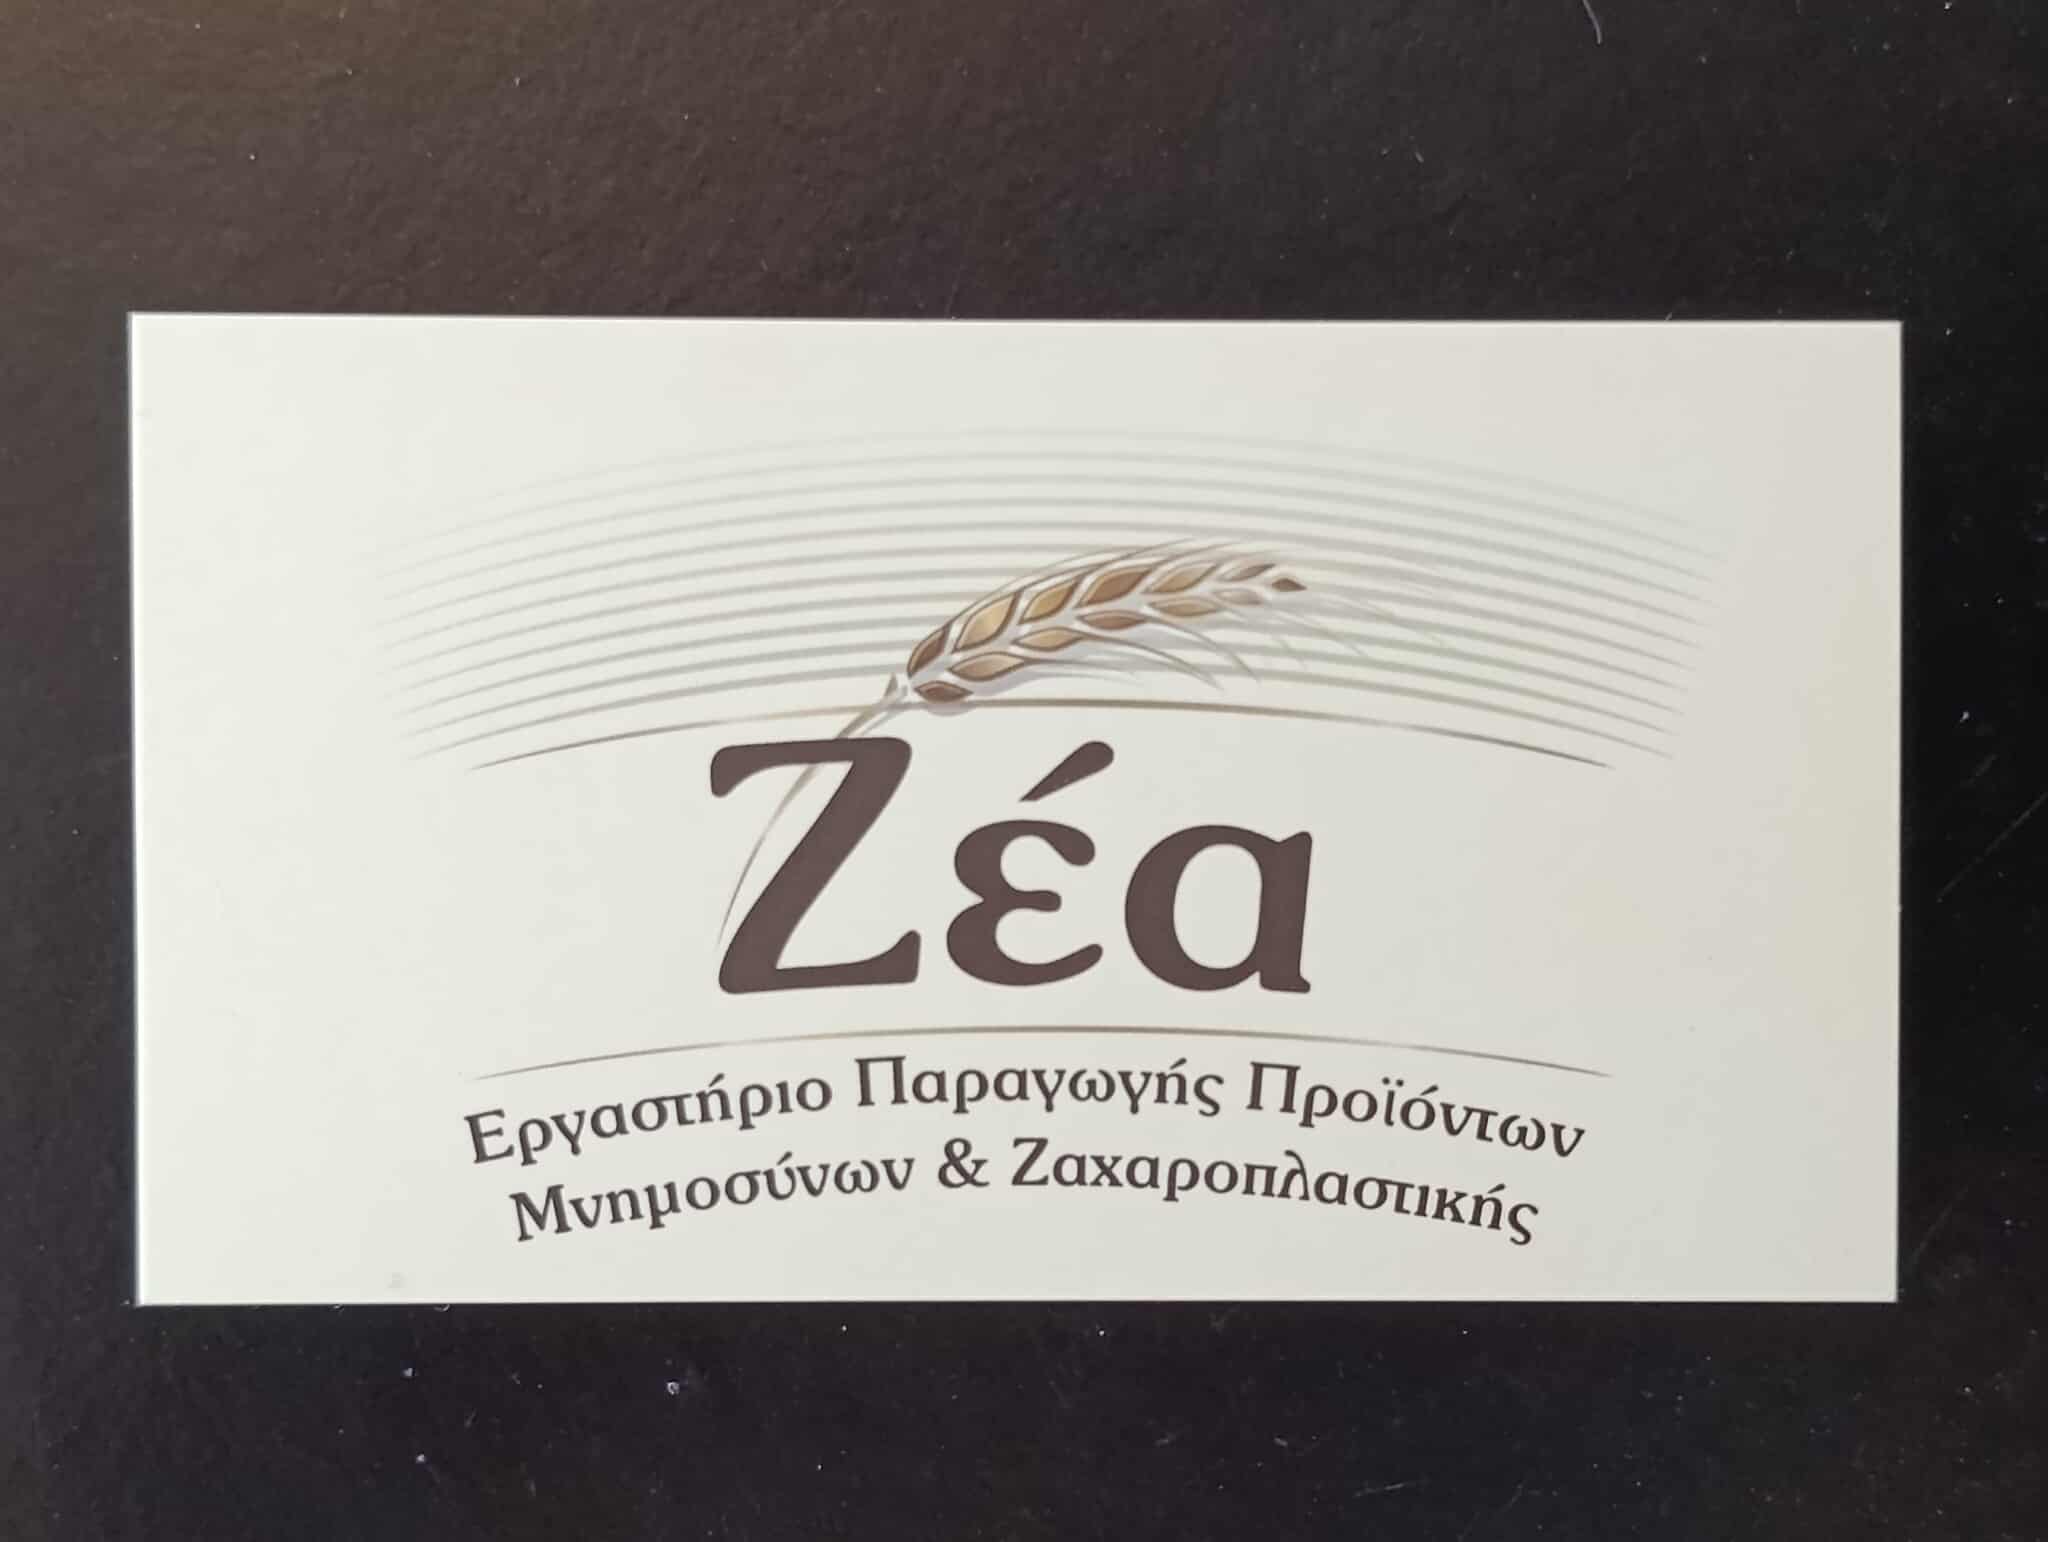 Ζέα
Εργαστήριο Παραγωγής Προϊόντων
Μνημοσύνων & Ζαχαροπλαστικής